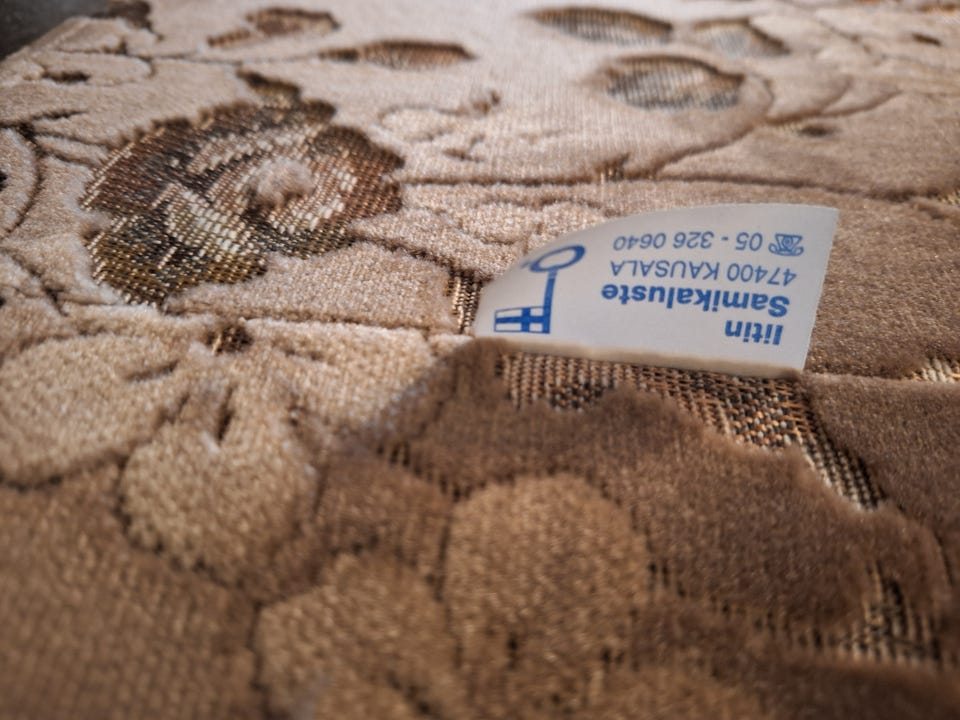 Iitin
Samikaluste
47400 KAUSALA
☎ 05 - 326 0640